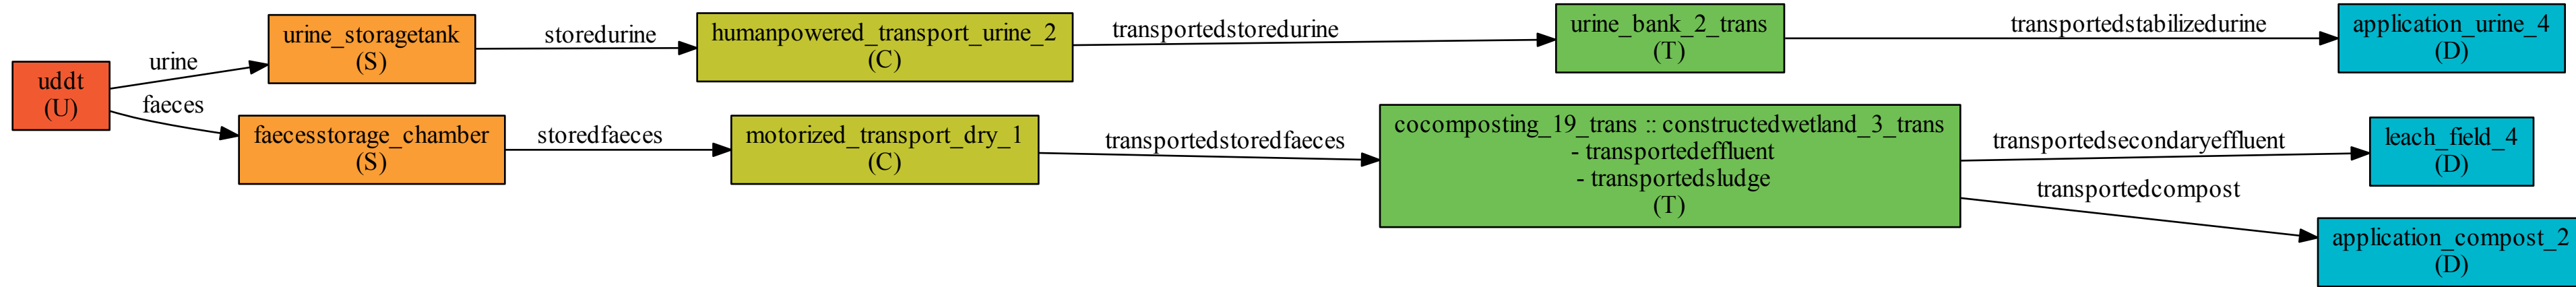 uddt
(U)
urine
faeces
urine_storagetank
(S)
faecesstorage_chamber
(S)
storedurine
storedfaeces
humanpowered_transport_urine_2
(C)
motorized_transport_dry_1
(C)
transportedstoredurine
transportedstoredfaeces
urine_bank_2_trans
(T)
cocomposting_19_trans :: constructedwetland_3_trans
- transportedeffluent
- transportedsludge
(T)
transportedstabilizedurine
transportedsecondaryeffluent
transportedcompost
application_urine_4
(D)
leach_field_4
(D)
application_compost_2
(D)